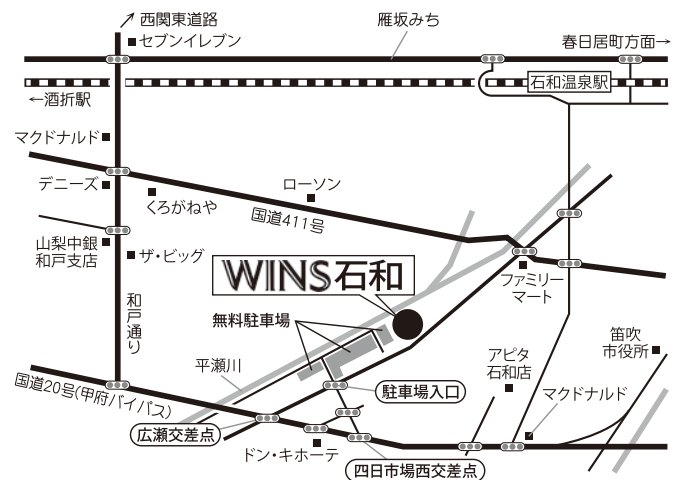 西関東道路
セブンイレブン
雁坂みち
春日居町方面→
←酒折駅
石和温泉駅
マクドナルド
デニーズ
くろがねや
ローソン
国道411号
山梨中銀
和戸支店
ザ・ビッグ
WINS石和
ファミリー
マート
和戸通り
無料駐車場
平瀬川
アピタ
石和店
笛吹
市役所
国道20号(甲府バイパス)
駐車場入口
マクドナルド
広瀬交差点
ドン・キホーテ
四日市場西交差点